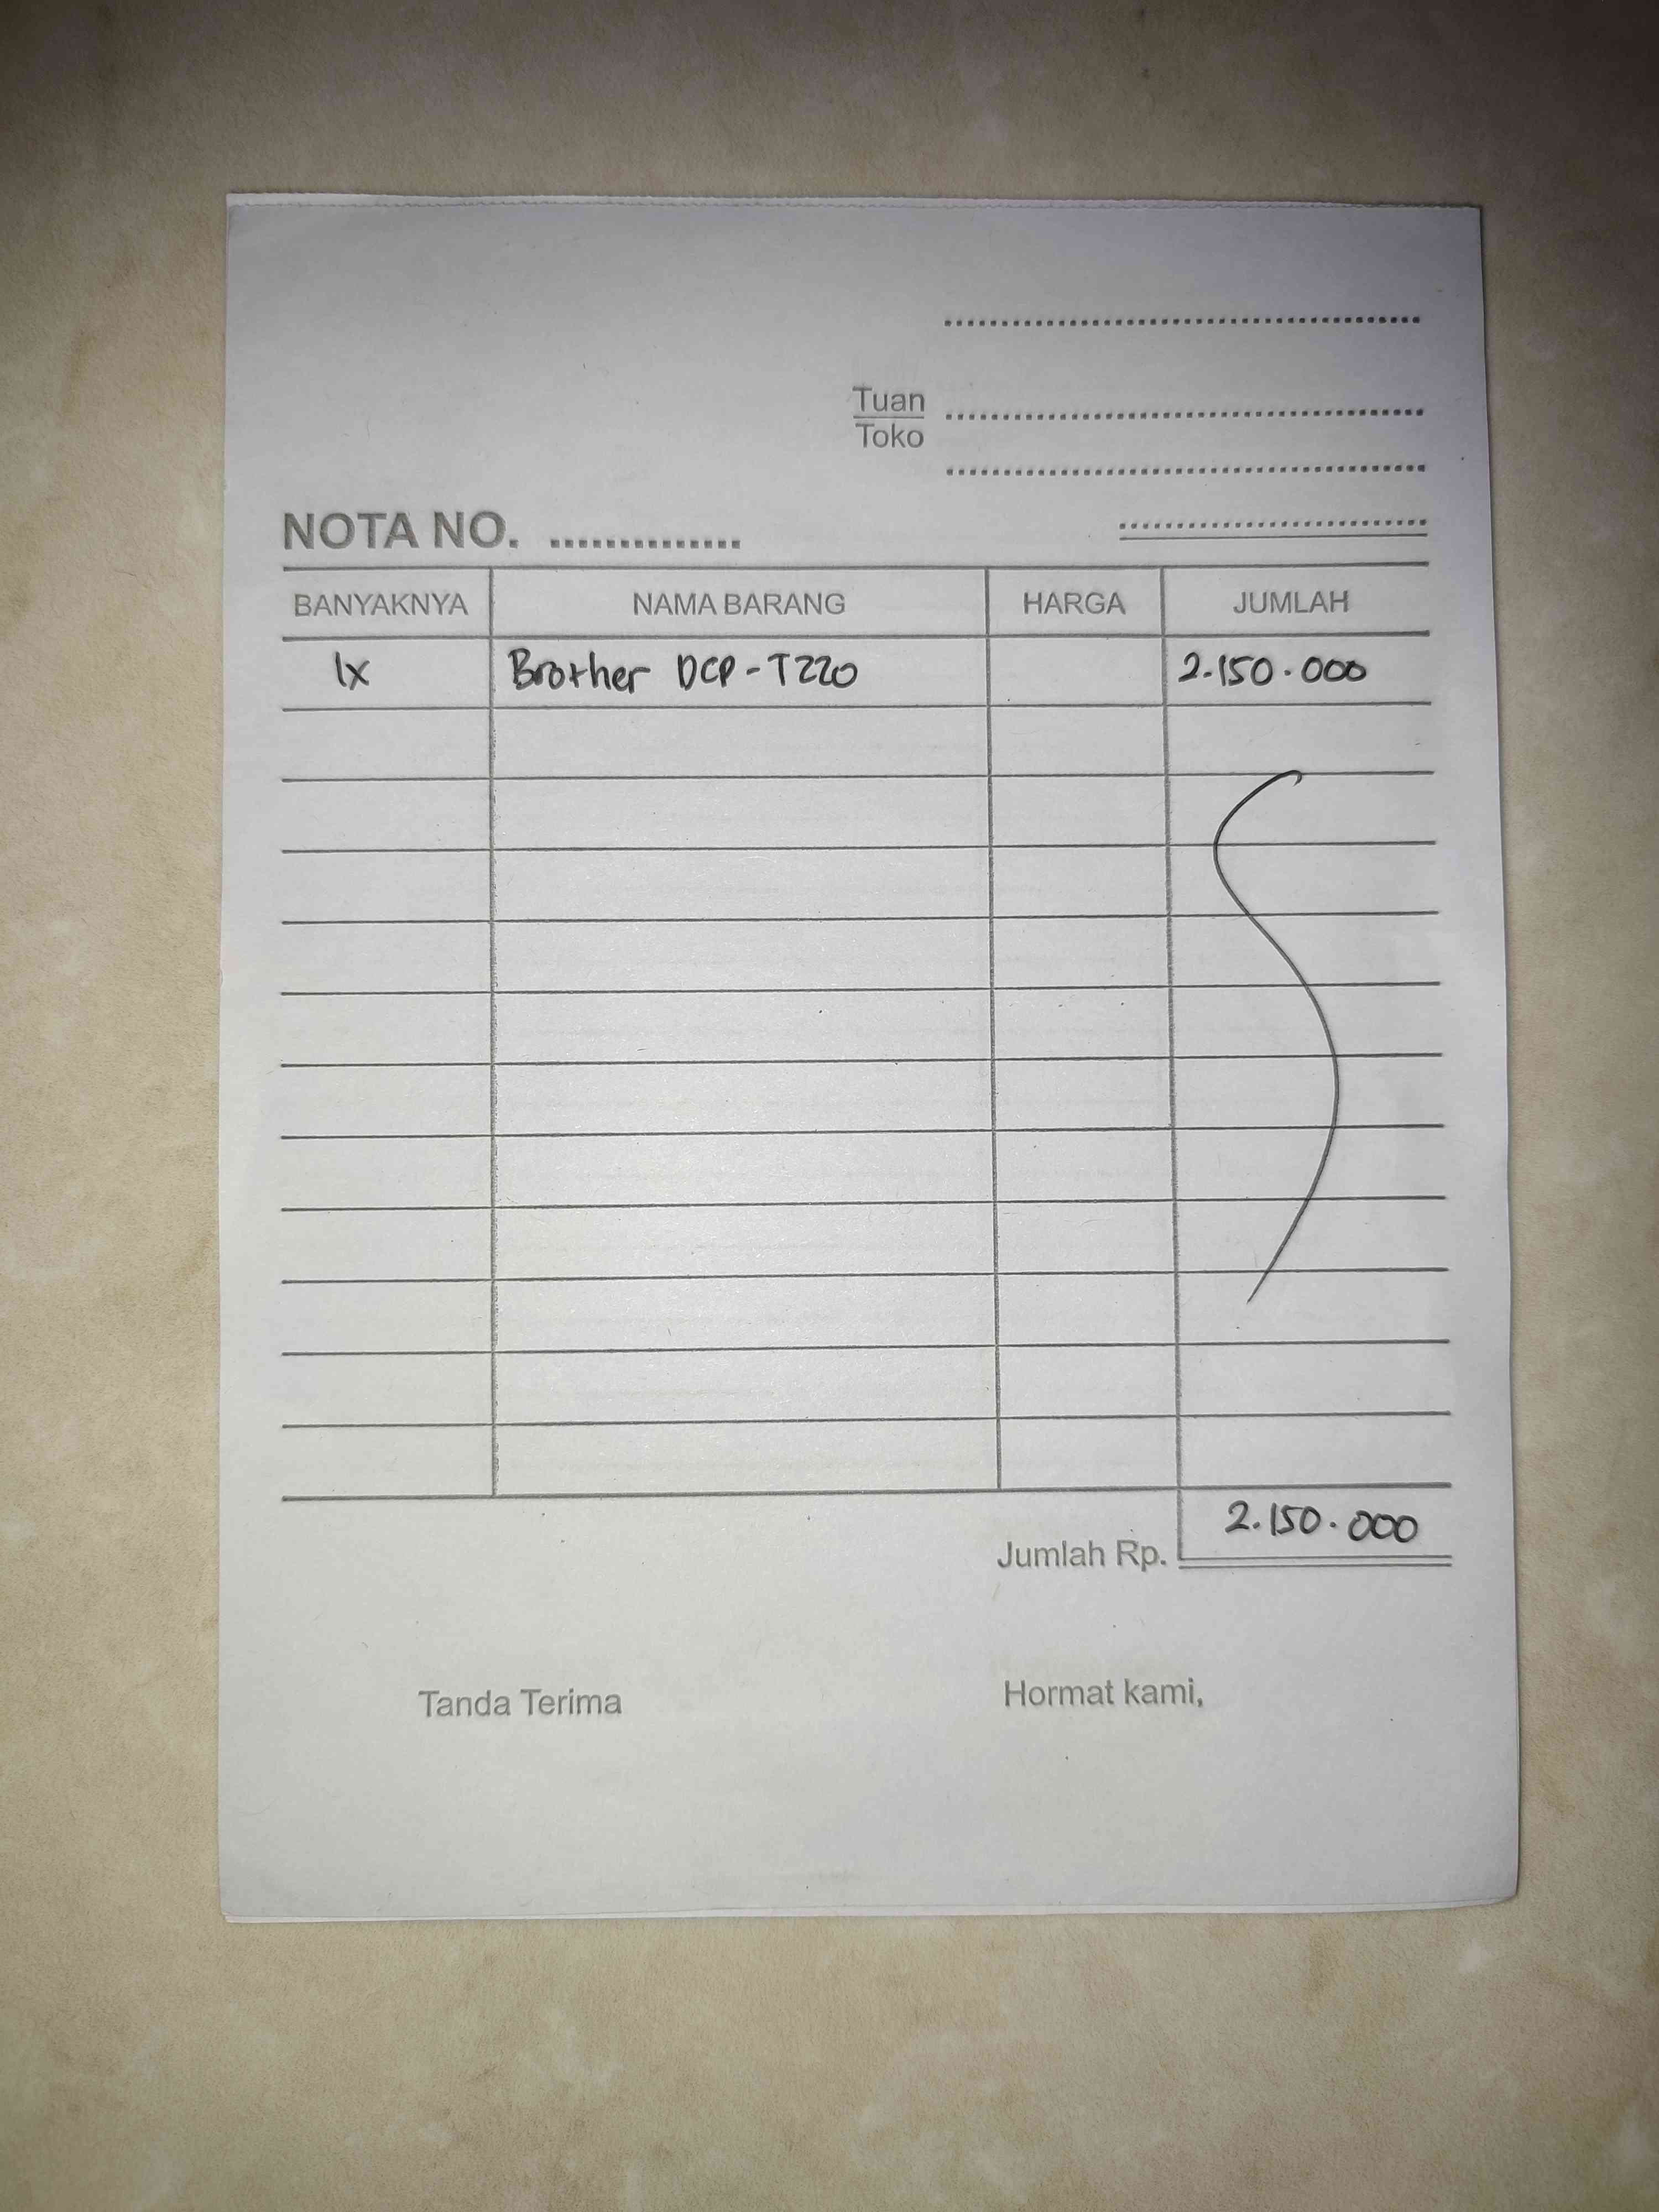 Tuan
Toko
NOTA NO. ..............
BANYAKNYA NAMA BARANG HARGA JUMLAH
1x Brother DCP-T220 2.150.000
2.150.000
Jumlah Rp.
Tanda Terima Hormat kami,